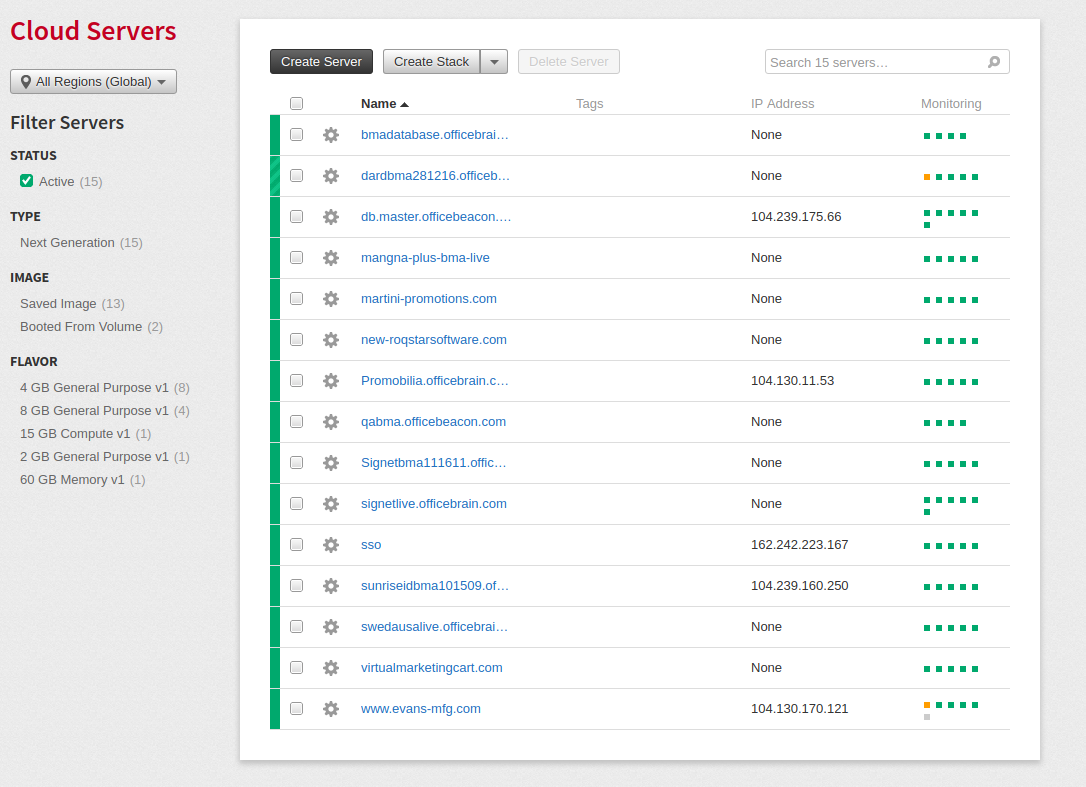 Cloud Servers
All Regions (Global)
Filter Servers
STATUS
Active (15)
TYPE
Next Generation (15)
IMAGE
Saved Image (13)
Booted From Volume (2)
FLAVOR
4 GB General Purpose v1 (8)
8 GB General Purpose v1 (4)
15 GB Compute v1 (1)
2 GB General Purpose v1 (1)
60 GB Memory v1 (1)
Create Server Create Stack Delete Server Search 15 servers…
Name Tags IP Address Monitoring
bmadatabase.officebrai… None
dardbma281216.officeb… None
db.master.officebeacon.… 104.239.175.66
mangna-plus-bma-live None
martini-promotions.com None
new-roqstarsoftware.com None
Promobilia.officebrain.c… 104.130.11.53
qabma.officebeacon.com None
Signetbma111611.offic… None
signetlive.officebrain.com None
sso 162.242.223.167
sunriseidbma101509.of… 104.239.160.250
swedausalive.officebrai… None
virtualmarketingcart.com None
www.evans-mfg.com 104.130.170.121